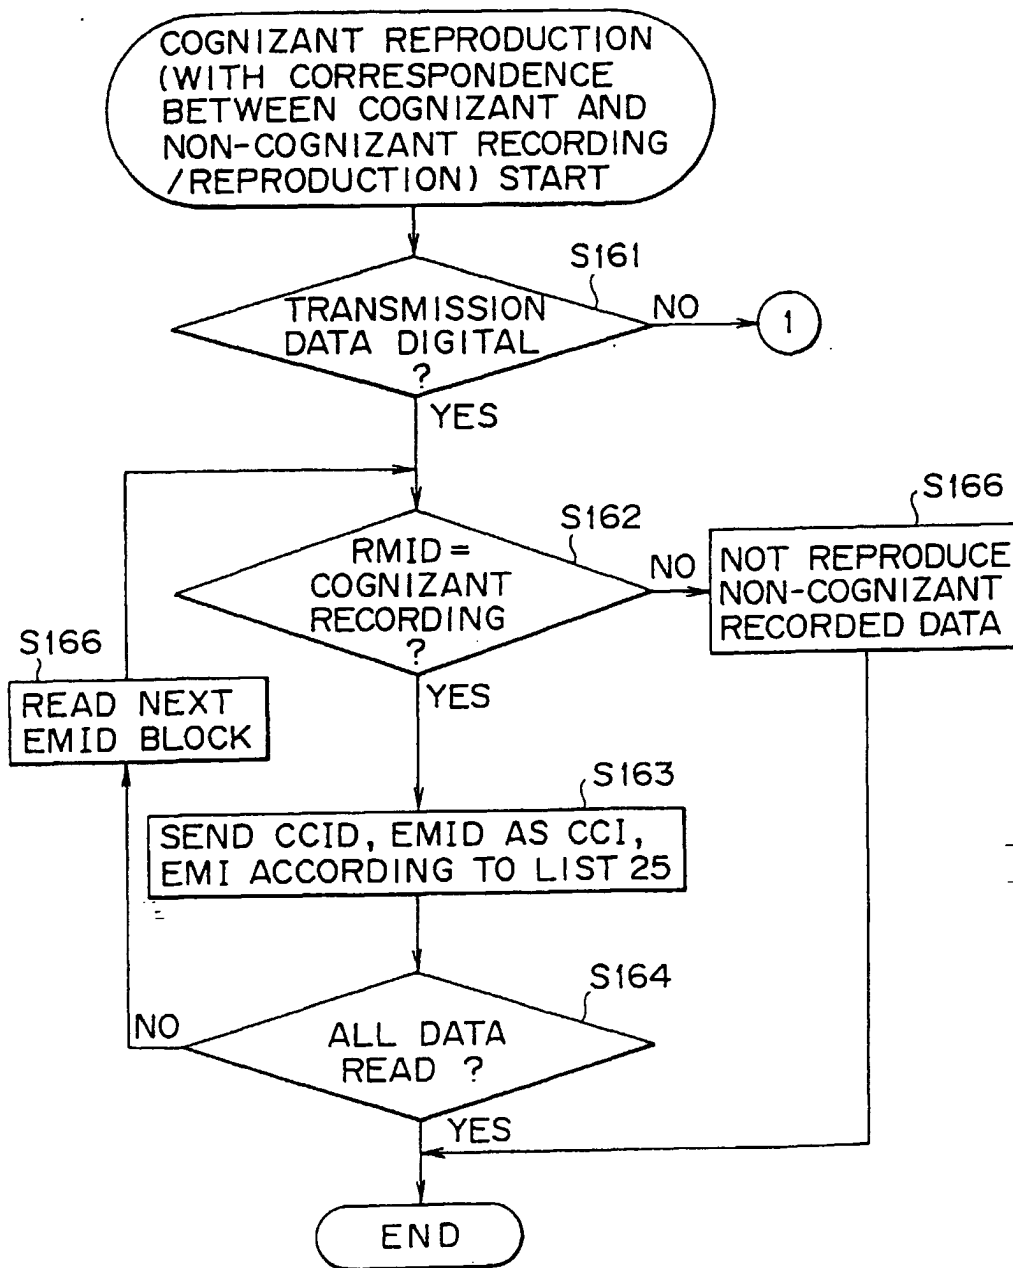 COGNIZANT REPRODUCTION
(WITH CORRESPONDENCE
BETWEEN COGNIZANT AND
NON-COGNIZANT RECORDING
/REPRODUCTION) START
S161
TRANSMISSION
DATA DIGITAL
?
NO
1
YES
S162
RMID =
COGNIZANT
RECORDING
?
NO
S166
NOT REPRODUCE
NON-COGNIZANT
RECORDED DATA
YES
S166
READ NEXT
EMID BLOCK
S163
SEND CCID, EMID AS CCI,
EMI ACCORDING TO LIST 25
S164
ALL DATA
READ ?
NO
YES
END